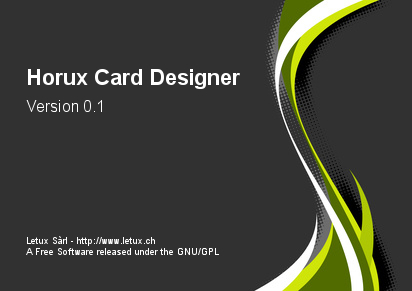 Horux Card Designer
Version 0.1
Letux Sàrl - http://www.letux.ch
A Free Software released under the GNU/GPL